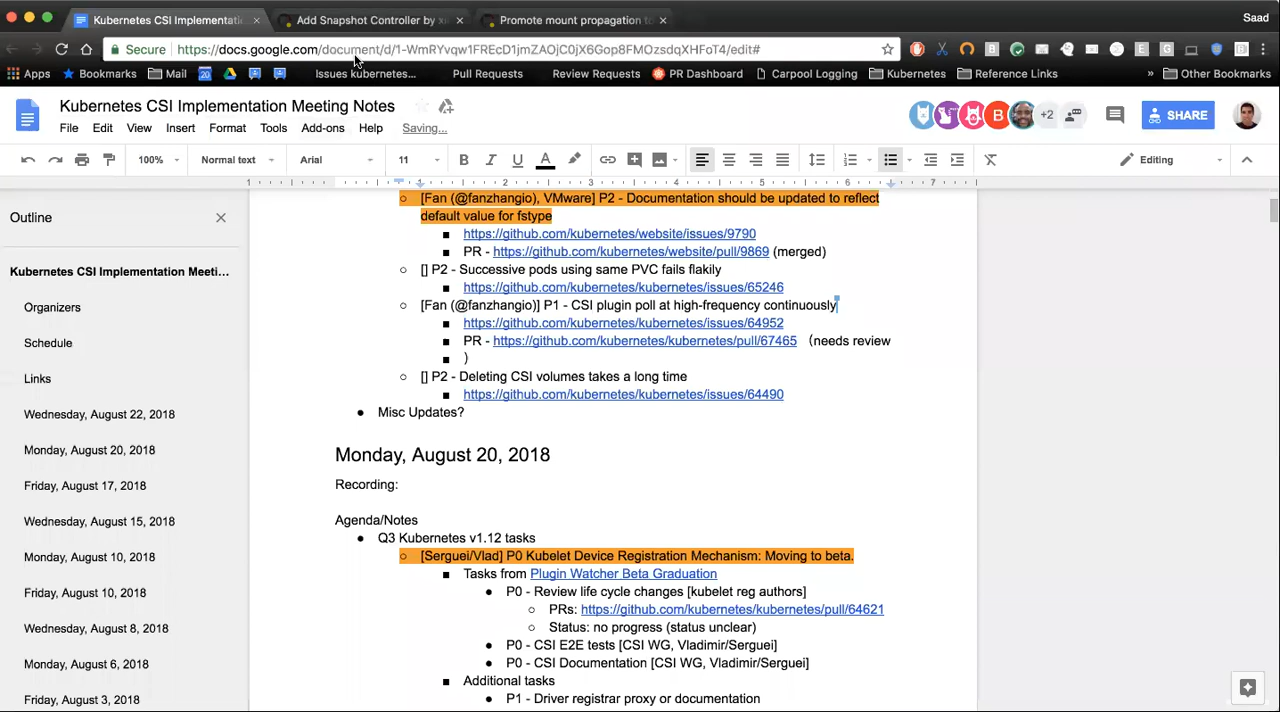 Kubernetes CSI Implementatio
Add Snapshot Controller by x
Promote mount propagation to
Saad
Secure
https://docs.google.com/document/d/1-WmRYvqw1FREcD1jmZAOjC0jX6Gop8FMOzsdqXHFoT4/edit#
Apps
Bookmarks
Mail
20
Issues kubernetes...
Pull Requests
Review Requests
PR Dashboard
Carpool Logging
Kubernetes
Reference Links
»
Other Bookmarks
Kubernetes CSI Implementation Meeting Notes
B
+2
SHARE
File Edit View Insert Format Tools Add-ons Help Saving...
100% Normal text Arial 11 B I U A Editing
1 1 2 3 4 5 6 7
Outline
Kubernetes CSI Implementation Meeti...
Organizers
Schedule
Links
Wednesday, August 22, 2018
Monday, August 20, 2018
Friday, August 17, 2018
Wednesday, August 15, 2018
Monday, August 10, 2018
Friday, August 10, 2018
Wednesday, August 8, 2018
Monday, August 6, 2018
Friday, August 3, 2018
[Fan (@fanzhangio), VMware] P2 - Documentation should be updated to reflect
default value for fstype
https://github.com/kubernetes/website/issues/9790
PR - https://github.com/kubernetes/website/pull/9869 (merged)
[] P2 - Successive pods using same PVC fails flakily
https://github.com/kubernetes/kubernetes/issues/65246
[Fan (@fanzhangio)] P1 - CSI plugin poll at high-frequency continuously
https://github.com/kubernetes/kubernetes/issues/64952
PR - https://github.com/kubernetes/kubernetes/pull/67465 （needs review
）
[] P2 - Deleting CSI volumes takes a long time
https://github.com/kubernetes/kubernetes/issues/64490
Misc Updates?
Monday, August 20, 2018
Recording:
Agenda/Notes
Q3 Kubernetes v1.12 tasks
[Serguei/Vlad] P0 Kubelet Device Registration Mechanism: Moving to beta.
Tasks from Plugin Watcher Beta Graduation
P0 - Review life cycle changes [kubelet reg authors]
PRs: https://github.com/kubernetes/kubernetes/pull/64621
Status: no progress (status unclear)
P0 - CSI E2E tests [CSI WG, Vladimir/Serguei]
P0 - CSI Documentation [CSI WG, Vladimir/Serguei]
Additional tasks
P1 - Driver registrar proxy or documentation